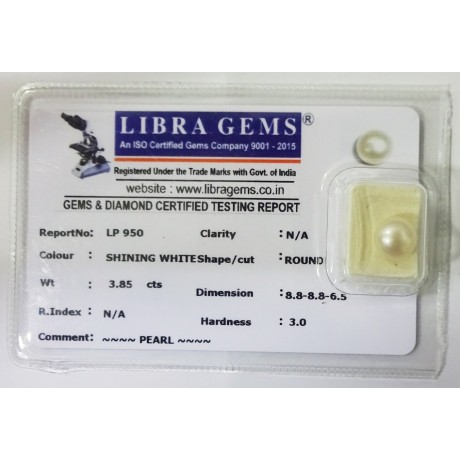 LIBRA GEMS®
An ISO Certified Gems Company 9001 - 2015
Registered Under the Trade Marks with Govt. of India
website : www.libragems.co.in
GEMS & DIAMOND CERTIFIED TESTING REPORT
ReportNo: LP 950 Clarity : N/A
Colour : SHINING WHITE Shape/cut : ROUND
Wt : 3.85 cts Dimension : 8.8-8.8-6.5
R.Index : N/A Hardness : 3.0
Comment: ~~~~ PEARL ~~~~